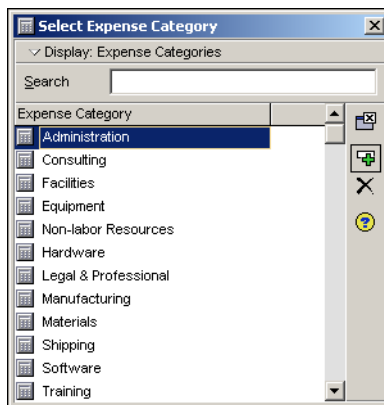 Select Expense Category
Display: Expense Categories
Search
Expense Category
Administration
Consulting
Facilities
Equipment
Non-labor Resources
Hardware
Legal & Professional
Manufacturing
Materials
Shipping
Software
Training